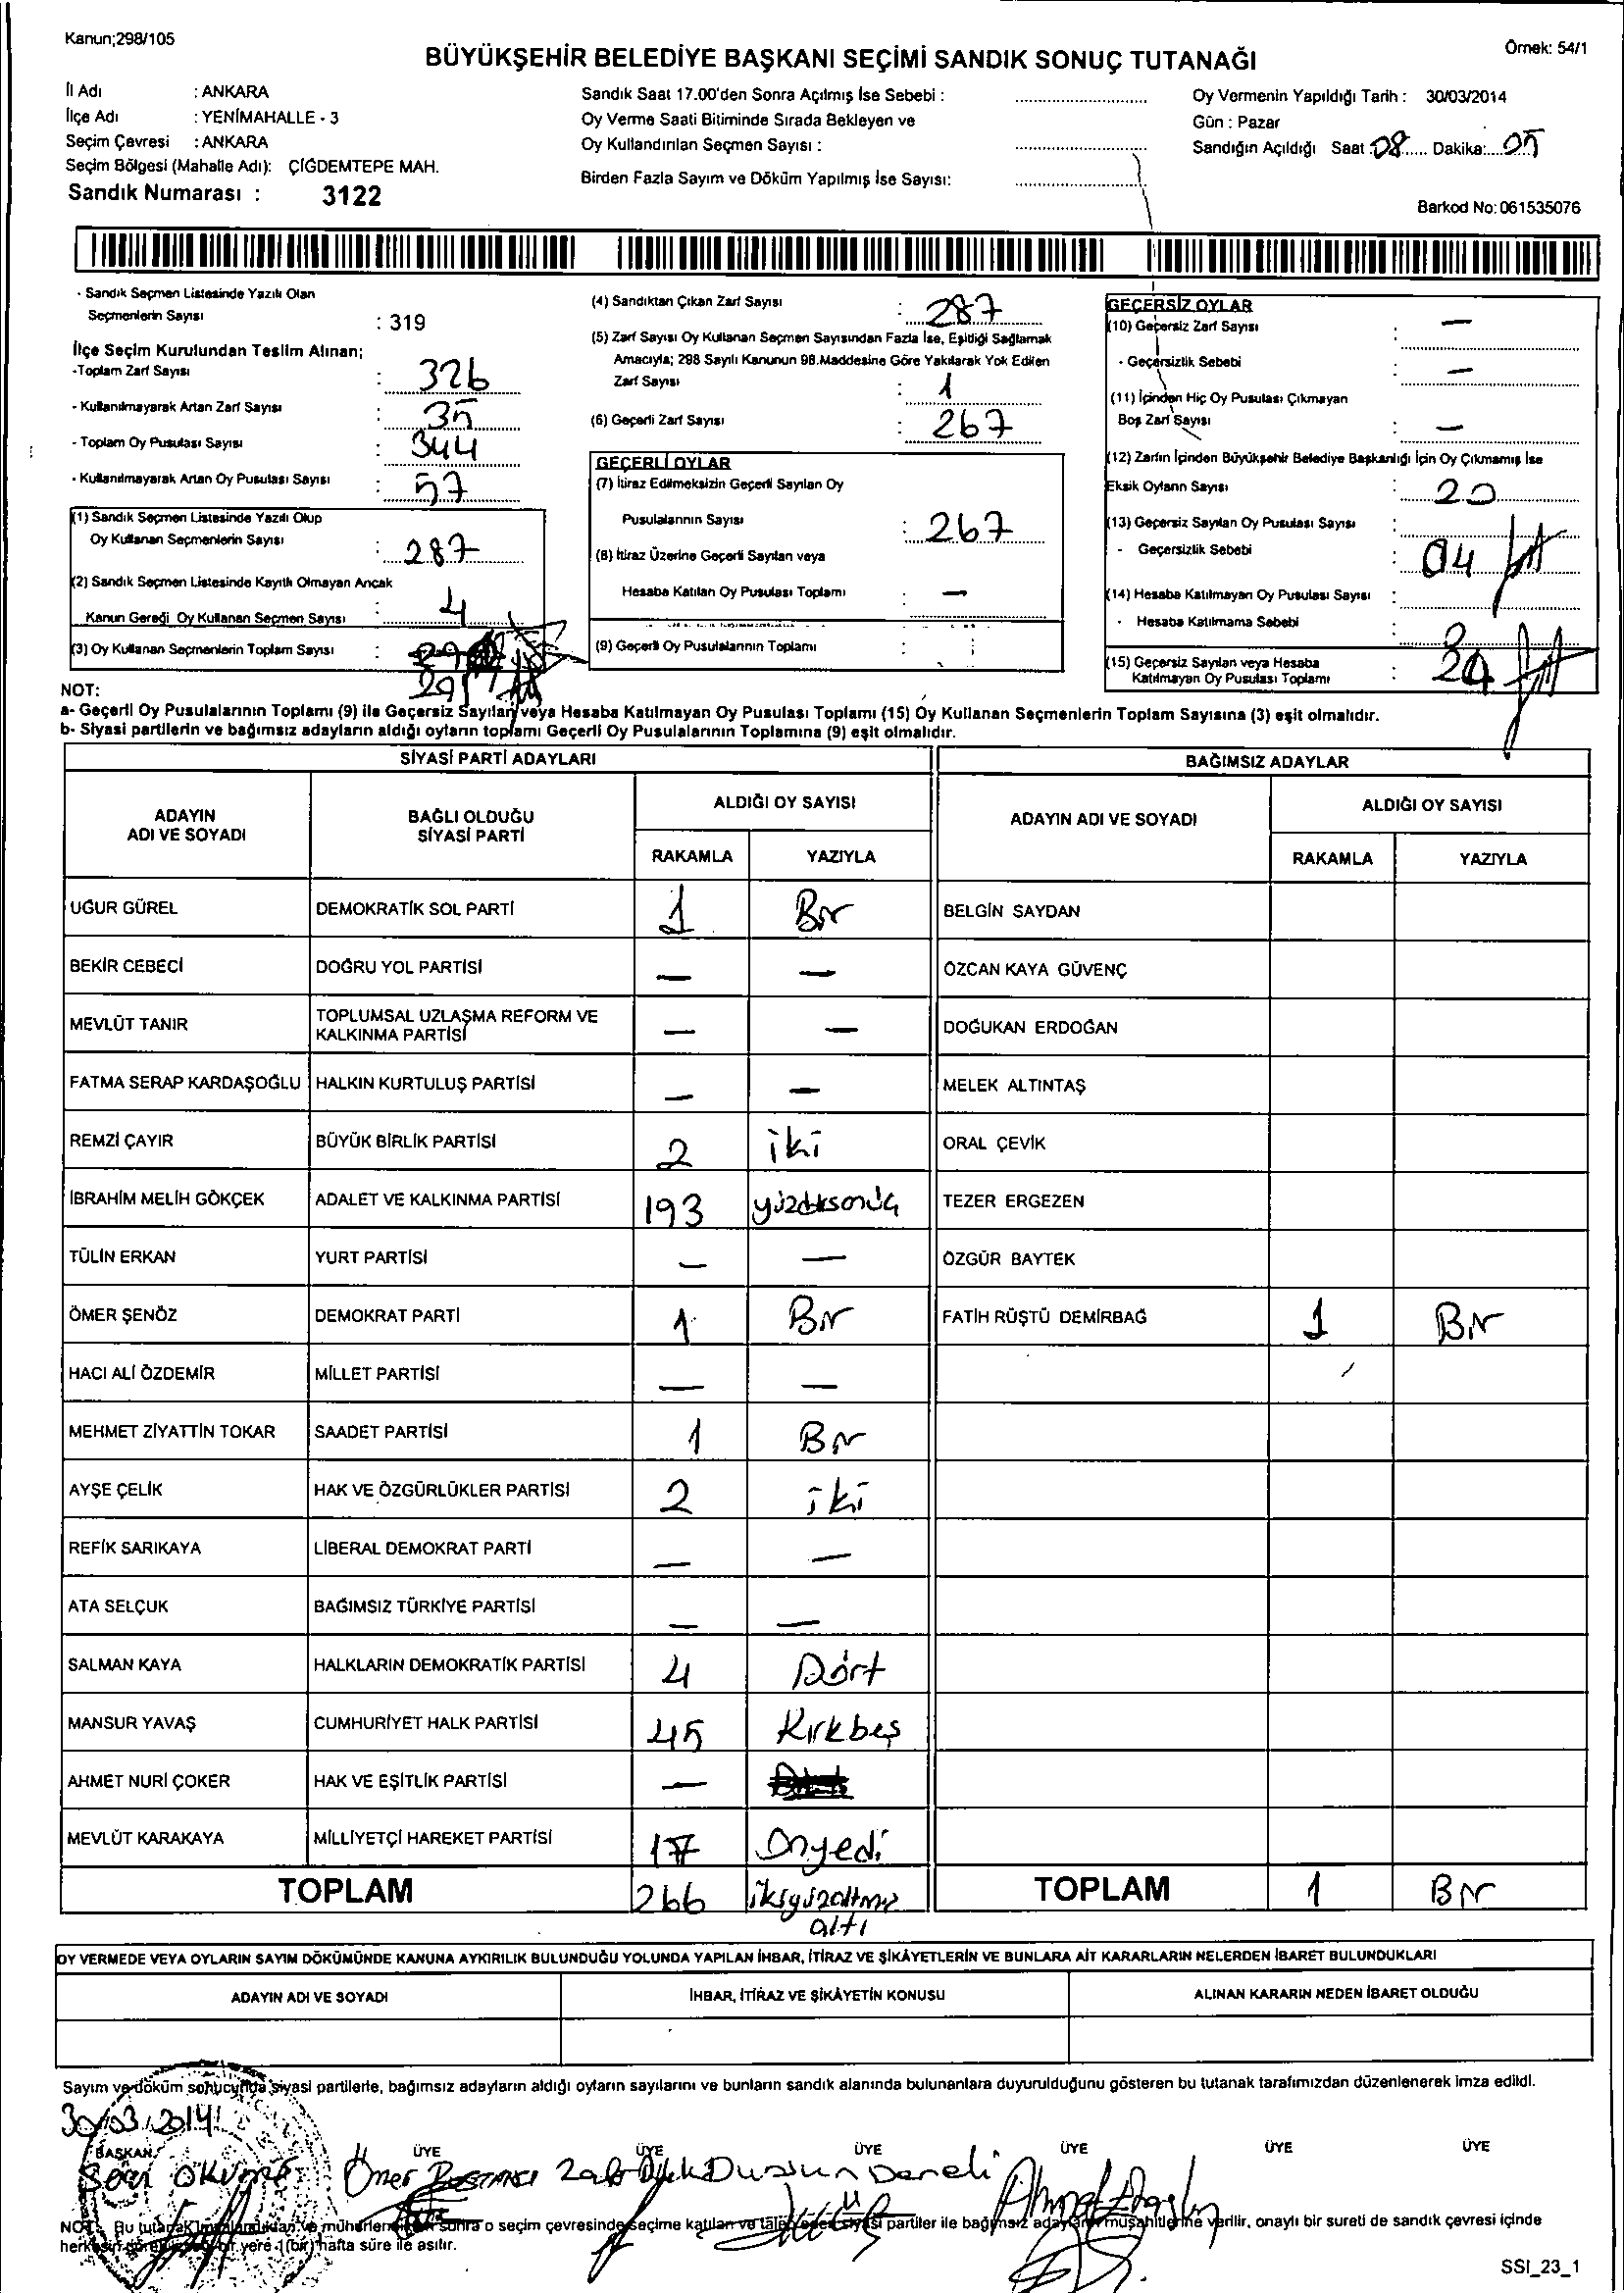 Kanun;298/105
Örnek: 54/1
BÜYÜKŞEHİR BELEDİYE BAŞKANI SEÇİMİ SANDIK SONUÇ TUTANAĞI
İl Adı : ANKARA
İlçe Adı : YENİMAHALLE - 3
Seçim Çevresi : ANKARA
Seçim Bölgesi (Mahalle Adı): ÇİĞDEMTEPE MAH.
Sandık Numarası : 3122
Sandık Saat 17.00'den Sonra Açılmış İse Sebebi :
Oy Verme Saati Bitiminde Sırada Bekleyen ve
Oy Kullandırılan Seçmen Sayısı :
Birden Fazla Sayım ve Döküm Yapılmış İse Sayısı:
Oy Vermenin Yapıldığı Tarih : 30/03/2014
Gün : Pazar
Sandığın Açıldığı Saat : 08 Dakika: 05
Barkod No: 061535076
- Sandık Seçmen Listesinde Yazılı Olan
Seçmenlerin Sayısı : 319
İlçe Seçim Kurulundan Teslim Alınan;
-Toplam Zarf Sayısı : 326
- Kullanılmayarak Artan Zarf Sayısı : 35
- Toplam Oy Pusulası Sayısı : 344
- Kullanılmayarak Artan Oy Pusulası Sayısı : 57
(1) Sandık Seçmen Listesinde Yazılı Olup
Oy Kullanan Seçmenlerin Sayısı : 287
(2) Sandık Seçmen Listesinde Kayıtlı Olmayan Ancak
Kanun Gereği Oy Kullanan Seçmen Sayısı : 4
(3) Oy Kullanan Seçmenlerin Toplam Sayısı :
291
(4) Sandıktan Çıkan Zarf Sayısı : 287
(5) Zarf Sayısı Oy Kullanan Seçmen Sayısından Fazla İse, Eşitliği Sağlamak
Amacıyla; 298 Sayılı Kanunun 98.Maddesine Göre Yakılarak Yok Edilen
Zarf Sayısı : 1
(6) Geçerli Zarf Sayısı : 267
GEÇERLİ OYLAR
(7) İtiraz Edilmeksizin Geçerli Sayılan Oy
Pusulalarının Sayısı : 267
(8) İtiraz Üzerine Geçerli Sayılan veya
Hesaba Katılan Oy Pusulası Toplamı : —
(9) Geçerli Oy Pusulalarının Toplamı :
GEÇERSİZ OYLAR
(10) Geçersiz Zarf Sayısı : —
- Geçersizlik Sebebi : —
(11) İçinden Hiç Oy Pusulası Çıkmayan
Boş Zarf Sayısı : —
(12) Zarfın İçinden Büyükşehir Belediye Başkanlığı İçin Oy Çıkmamış İse
Eksik Oyların Sayısı : 20
(13) Geçersiz Sayılan Oy Pusulası Sayısı :
- Geçersizlik Sebebi : 04
(14) Hesaba Katılmayan Oy Pusulası Sayısı :
- Hesaba Katılmama Sebebi :
(15) Geçersiz Sayılan veya Hesaba
Katılmayan Oy Pusulası Toplamı :
NOT:
a- Geçerli Oy Pusulalarının Toplamı (9) ile Geçersiz Sayılan veya Hesaba Katılmayan Oy Pusulası Toplamı (15) Oy Kullanan Seçmenlerin Toplam Sayısına (3) eşit olmalıdır.
b- Siyasi partilerin ve bağımsız adayların aldığı oyların toplamı Geçerli Oy Pusulalarının Toplamına (9) eşit olmalıdır.
SİYASİ PARTİ ADAYLARI
BAĞIMSIZ ADAYLAR
ADAYIN ADI VE SOYADI
BAĞLI OLDUĞU SİYASİ PARTİ
ALDIĞI OY SAYISI
RAKAMLA YAZIYLA
ADAYIN ADI VE SOYADI
ALDIĞI OY SAYISI
RAKAMLA YAZIYLA
UĞUR GÜREL DEMOKRATİK SOL PARTİ 1 Bir BELGİN SAYDAN
BEKİR CEBECİ DOĞRU YOL PARTİSİ — — ÖZCAN KAYA GÜVENÇ
MEVLÜT TANIR TOPLUMSAL UZLAŞMA REFORM VE KALKINMA PARTİSİ — — DOĞUKAN ERDOĞAN
FATMA SERAP KARDAŞOĞLU HALKIN KURTULUŞ PARTİSİ — — MELEK ALTINTAŞ
REMZİ ÇAYIR BÜYÜK BİRLİK PARTİSİ 2 iki ORAL ÇEVİK
İBRAHİM MELİH GÖKÇEK ADALET VE KALKINMA PARTİSİ 193 yüzdoksanüç TEZER ERGEZEN
TÜLİN ERKAN YURT PARTİSİ — — ÖZGÜR BAYTEK
ÖMER ŞENÖZ DEMOKRAT PARTİ 1 Bir FATİH RÜŞTÜ DEMİRBAĞ 1 Bir
HACI ALİ ÖZDEMİR MİLLET PARTİSİ — —
MEHMET ZİYATTİN TOKAR SAADET PARTİSİ 1 Bir
AYŞE ÇELİK HAK VE ÖZGÜRLÜKLER PARTİSİ 2 iki
REFİK SARIKAYA LİBERAL DEMOKRAT PARTİ — —
ATA SELÇUK BAĞIMSIZ TÜRKİYE PARTİSİ — —
SALMAN KAYA HALKLARIN DEMOKRATİK PARTİSİ 4 Dört
MANSUR YAVAŞ CUMHURİYET HALK PARTİSİ 45 Kırkbeş
AHMET NURİ ÇOKER HAK VE EŞİTLİK PARTİSİ —
MEVLÜT KARAKAYA MİLLİYETÇİ HAREKET PARTİSİ 17 Onyedi
TOPLAM 266 ikiyüzaltmış altı TOPLAM 1 Bir
OY VERMEDE VEYA OYLARIN SAYIM DÖKÜMÜNDE KANUNA AYKIRILIK BULUNDUĞU YOLUNDA YAPILAN İHBAR, İTİRAZ VE ŞİKÂYETLERİN VE BUNLARA AİT KARARLARIN NELERDEN İBARET BULUNDUKLARI
ADAYIN ADI VE SOYADI İHBAR, İTİRAZ VE ŞİKÂYETİN KONUSU ALINAN KARARIN NEDEN İBARET OLDUĞU
Sayım ve döküm sonucunda siyasi partilerle, bağımsız adayların aldığı oyların sayılarını ve bunların sandık alanında bulunanlara duyurulduğunu gösteren bu tutanak tarafımızdan düzenlenerek imza edildi.
30/03/2014
BAŞKAN ÜYE ÜYE ÜYE ÜYE ÜYE ÜYE
Ömer Dursun Ahmet
NOT: Bu tutanak sonra o seçim çevresinde seçime katılan ve siyasi partiler ile bağımsız müşahitlerine verilir, onaylı bir sureti de sandık çevresi içinde
yere 1(bir) hafta süre ile asılır.
SSI_23_1